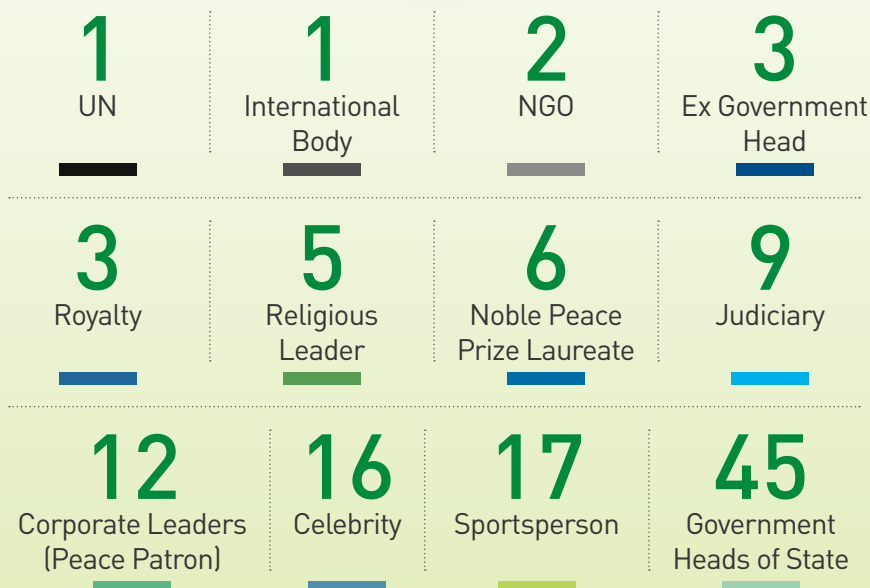 1
UN
1
International
Body
2
NGO
3
Ex Government
Head
3
Royalty
5
Religious
Leader
6
Noble Peace
Prize Laureate
9
Judiciary
12
Corporate Leaders
(Peace Patron)
16
Celebrity
17
Sportsperson
45
Government
Heads of State